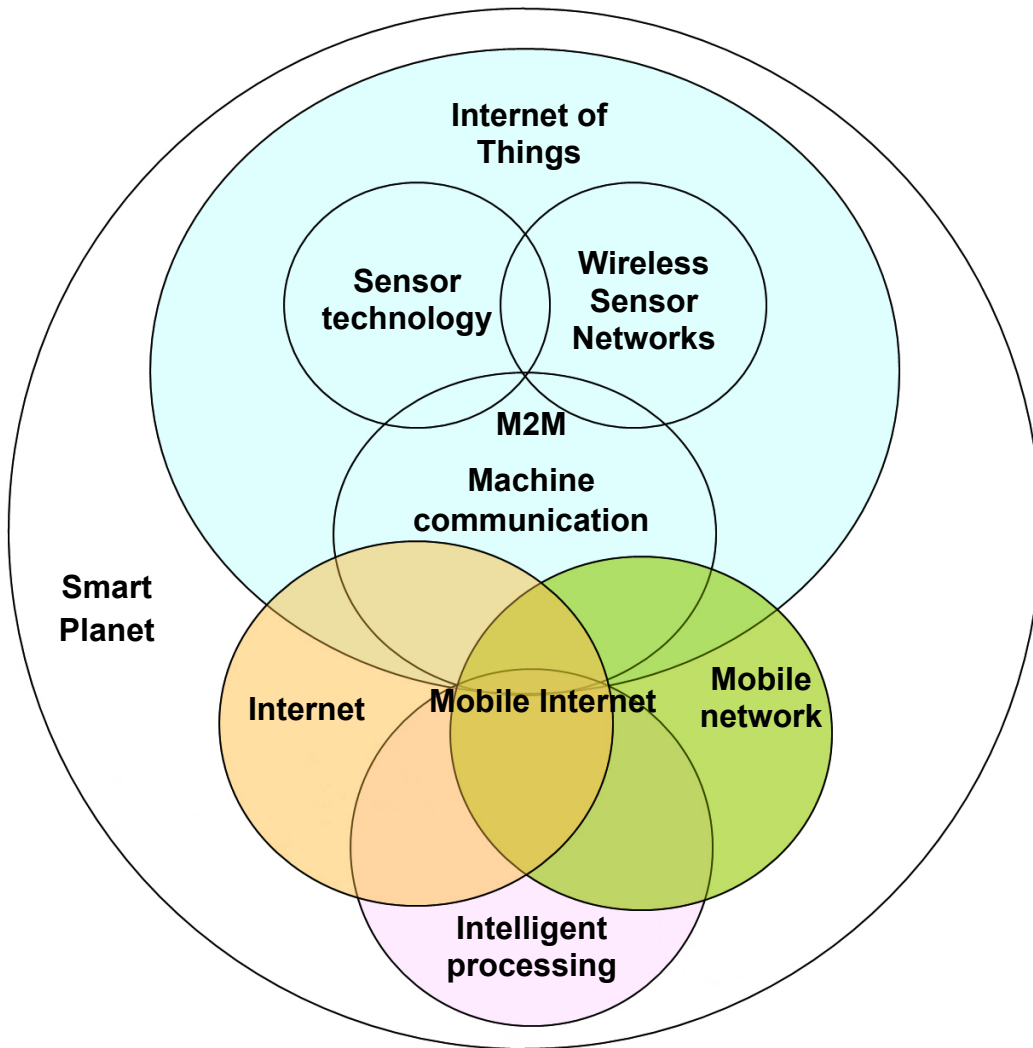 Internet of
Things
Sensor
technology
Wireless
Sensor
Networks
M2M
Machine
communication
Smart
Planet
Internet
Mobile Internet
Mobile
network
Intelligent
processing